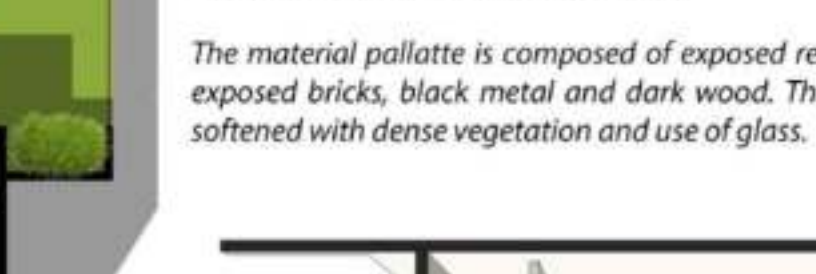 The material pallatte is composed of exposed re
exposed bricks, black metal and dark wood. Th
softened with dense vegetation and use of glass.